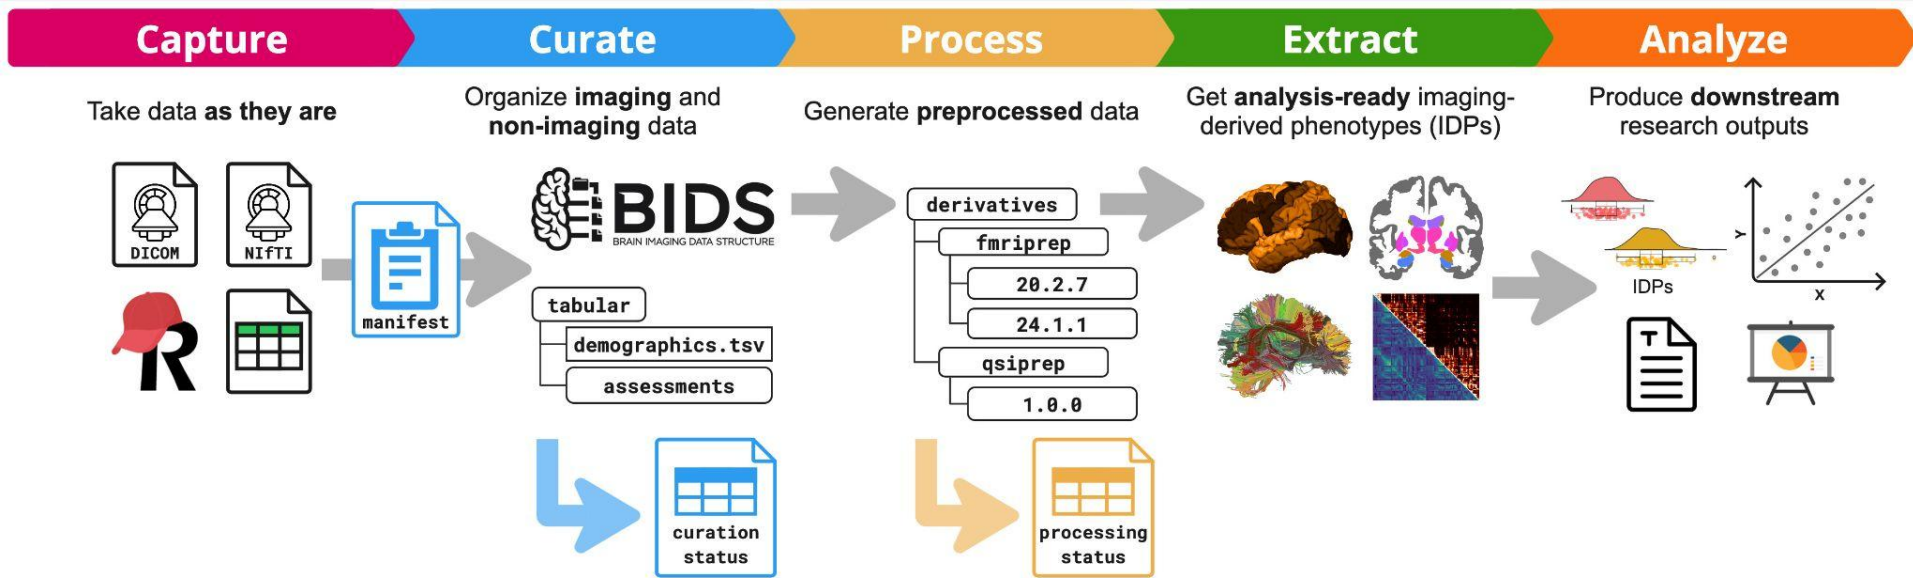 Capture
Curate
Process
Extract
Analyze
Take data as they are
Organize imaging and
non-imaging data
Generate preprocessed data
Get analysis-ready imaging-
derived phenotypes (IDPs)
Produce downstream
research outputs
DICOM
NIfTI
R
manifest
BIDS
BRAIN IMAGING DATA STRUCTURE
tabular
demographics.tsv
assessments
curation
status
derivatives
fmriprep
20.2.7
24.1.1
qsiprep
1.0.0
processing
status
IDPs
Y
X
T